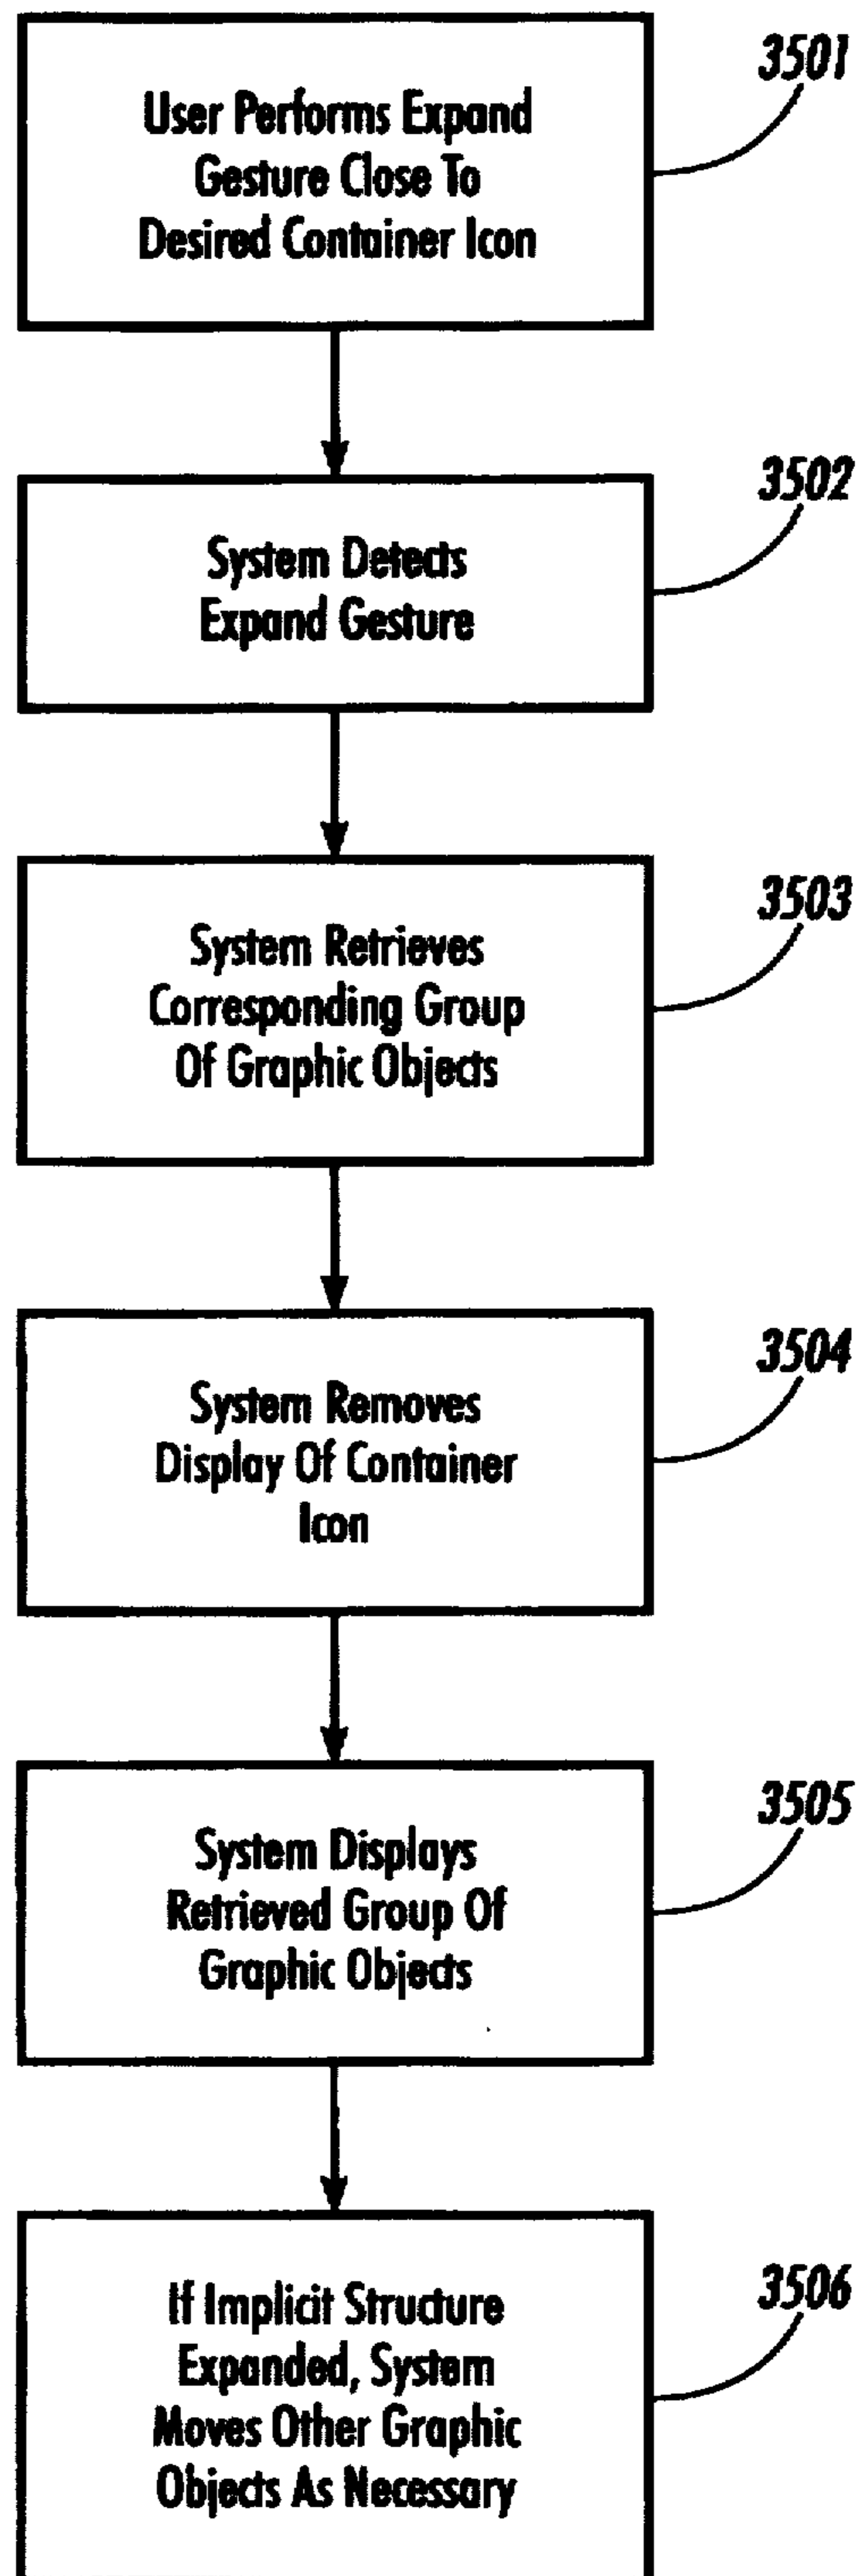 3501
User Performs Expand
Gesture Close To
Desired Container Icon
3502
System Detects
Expand Gesture
3503
System Retrieves
Corresponding Group
Of Graphic Objects
3504
System Removes
Display Of Container
Icon
3505
System Displays
Retrieved Group Of
Graphic Objects
3506
If Implicit Structure
Expanded, System
Moves Other Graphic
Objects As Necessary